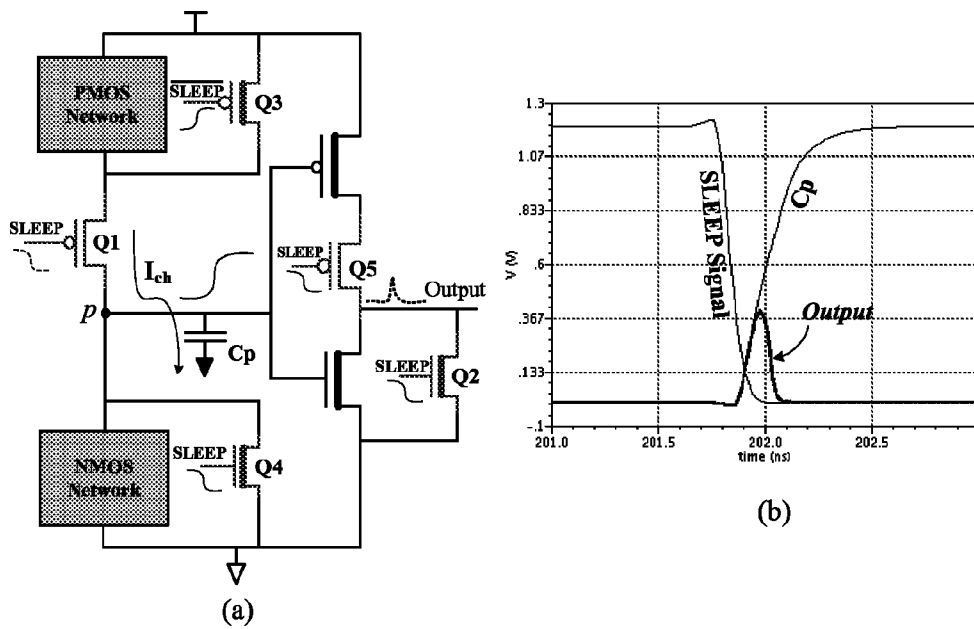 PMOS
Network
SLEEP
Q3
SLEEP
Q1
I_ch
SLEEP
Q5
Output
p
Cp
SLEEP
Q2
NMOS
Network
SLEEP
Q4
(a)
1.3
1.07
.833
.6
.367
.133
-.1
V (V)
SLEEP Signal
Cp
Output
201.0
201.5
202.0
202.5
time (ns)
(b)